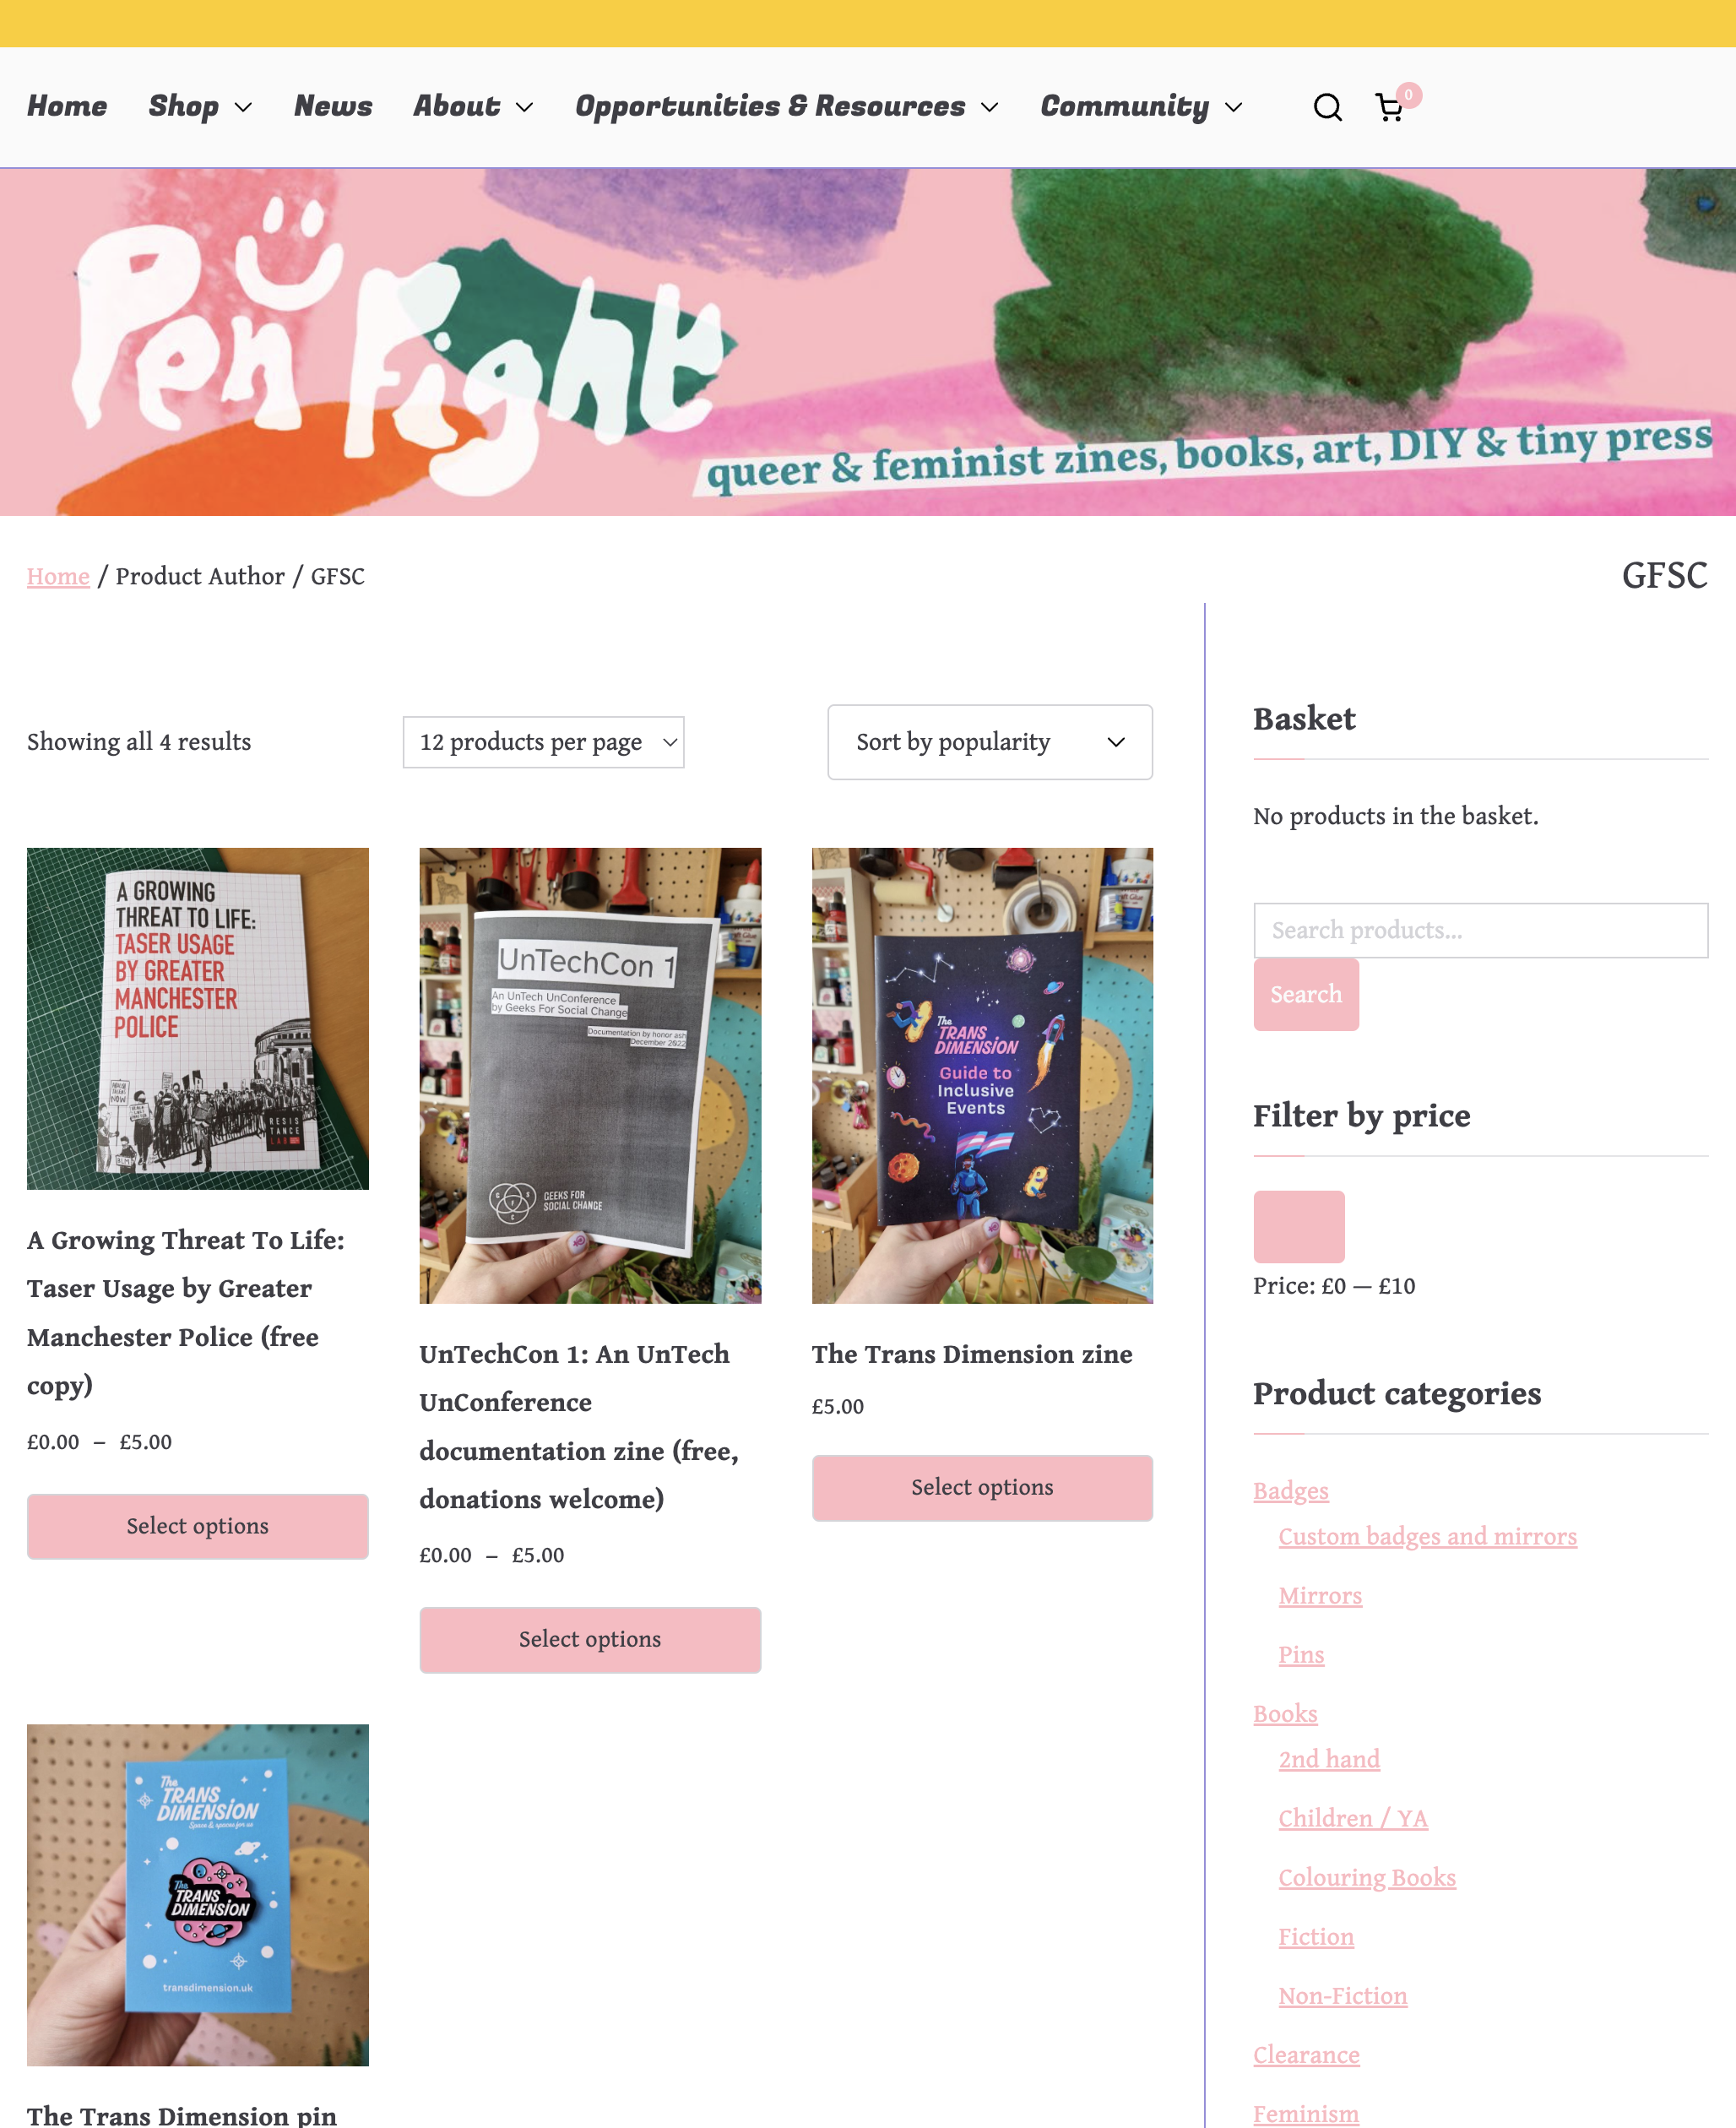 Home
Shop
News
About
Opportunities & Resources
Community
0
Pen Fight
queer & feminist zines, books, art, DIY & tiny press
Home / Product Author / GFSC
GFSC
Showing all 4 results
12 products per page
Sort by popularity
A GROWING
THREAT TO LIFE:
TASER USAGE
BY GREATER
MANCHESTER
POLICE
RESIS
TANCE
LAB
A Growing Threat To Life:
Taser Usage by Greater
Manchester Police (free
copy)
£0.00 – £5.00
Select options
UnTechCon 1
An UnTech UnConference
by Geeks For Social Change
Documentation by honor ash
December 2022
GEEKS FOR
SOCIAL CHANGE
UnTechCon 1: An UnTech
UnConference
documentation zine (free,
donations welcome)
£0.00 – £5.00
Select options
The
TRANS
DIMENSION
Guide to
Inclusive
Events
The Trans Dimension zine
£5.00
Select options
The
TRANS
DIMENSION
Space & spaces for us
The
TRANS
DIMENSION
transdimension.uk
The Trans Dimension pin
Basket
No products in the basket.
Search products...
Search
Filter by price
Price: £0 — £10
Product categories
Badges
Custom badges and mirrors
Mirrors
Pins
Books
2nd hand
Children / YA
Colouring Books
Fiction
Non-Fiction
Clearance
Feminism